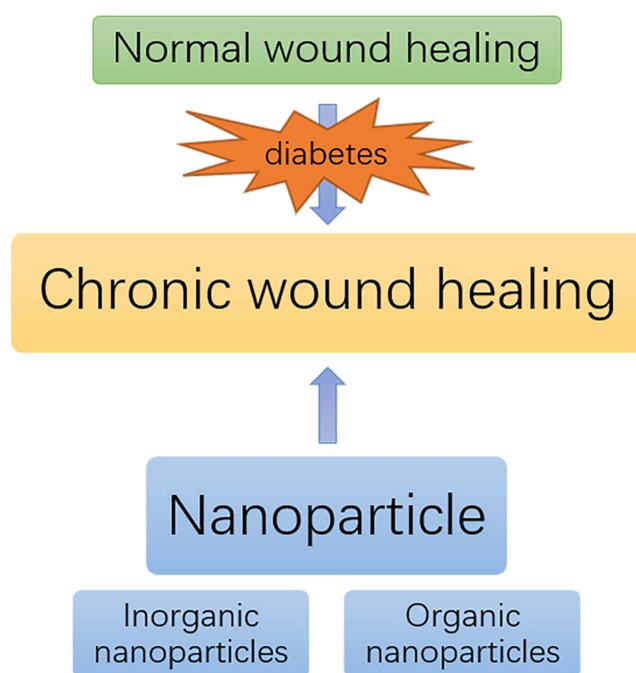 Normal wound healing
diabetes
Chronic wound healing
Nanoparticle
Inorganic
nanoparticles
Organic
nanoparticles